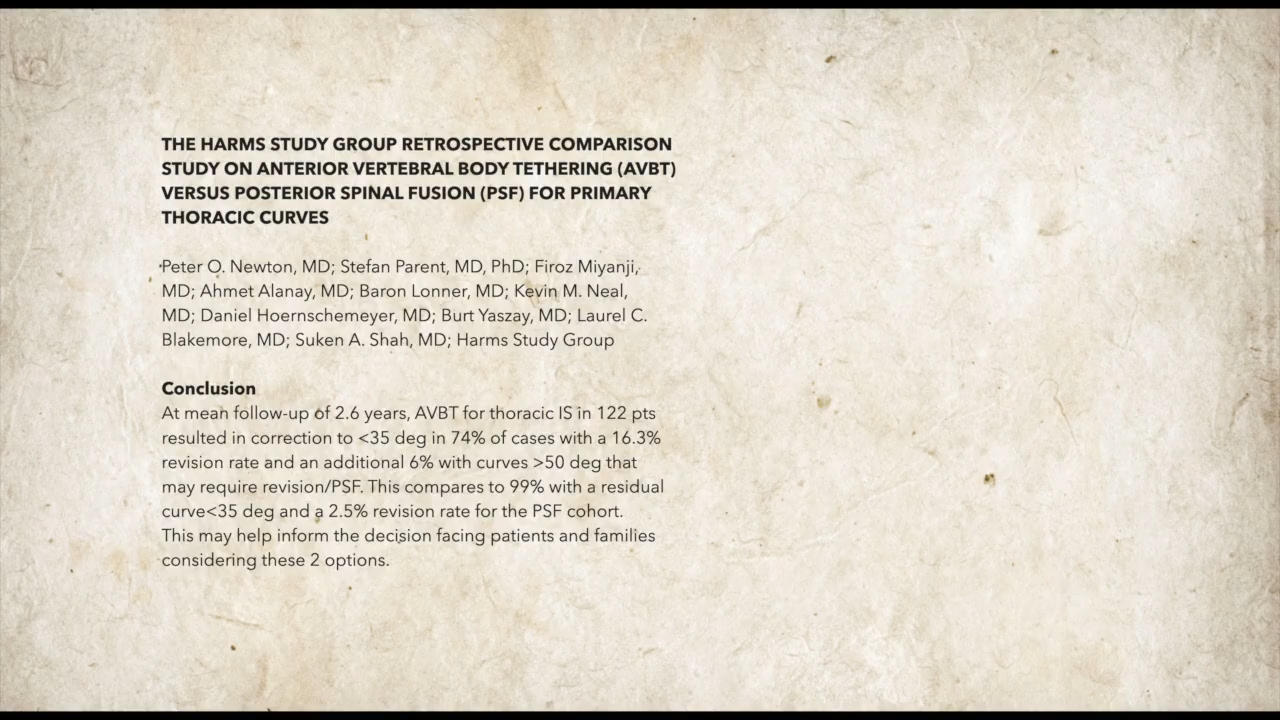 THE HARMS STUDY GROUP RETROSPECTIVE COMPARISON
STUDY ON ANTERIOR VERTEBRAL BODY TETHERING (AVBT)
VERSUS POSTERIOR SPINAL FUSION (PSF) FOR PRIMARY
THORACIC CURVES
Peter O. Newton, MD; Stefan Parent, MD, PhD; Firoz Miyanji,
MD; Ahmet Alanay, MD; Baron Lonner, MD; Kevin M. Neal,
MD; Daniel Hoernschemeyer, MD; Burt Yaszay, MD; Laurel C.
Blakemore, MD; Suken A. Shah, MD; Harms Study Group
Conclusion
At mean follow-up of 2.6 years, AVBT for thoracic IS in 122 pts
resulted in correction to <35 deg in 74% of cases with a 16.3%
revision rate and an additional 6% with curves >50 deg that
may require revision/PSF. This compares to 99% with a residual
curve<35 deg and a 2.5% revision rate for the PSF cohort.
This may help inform the decision facing patients and families
considering these 2 options.